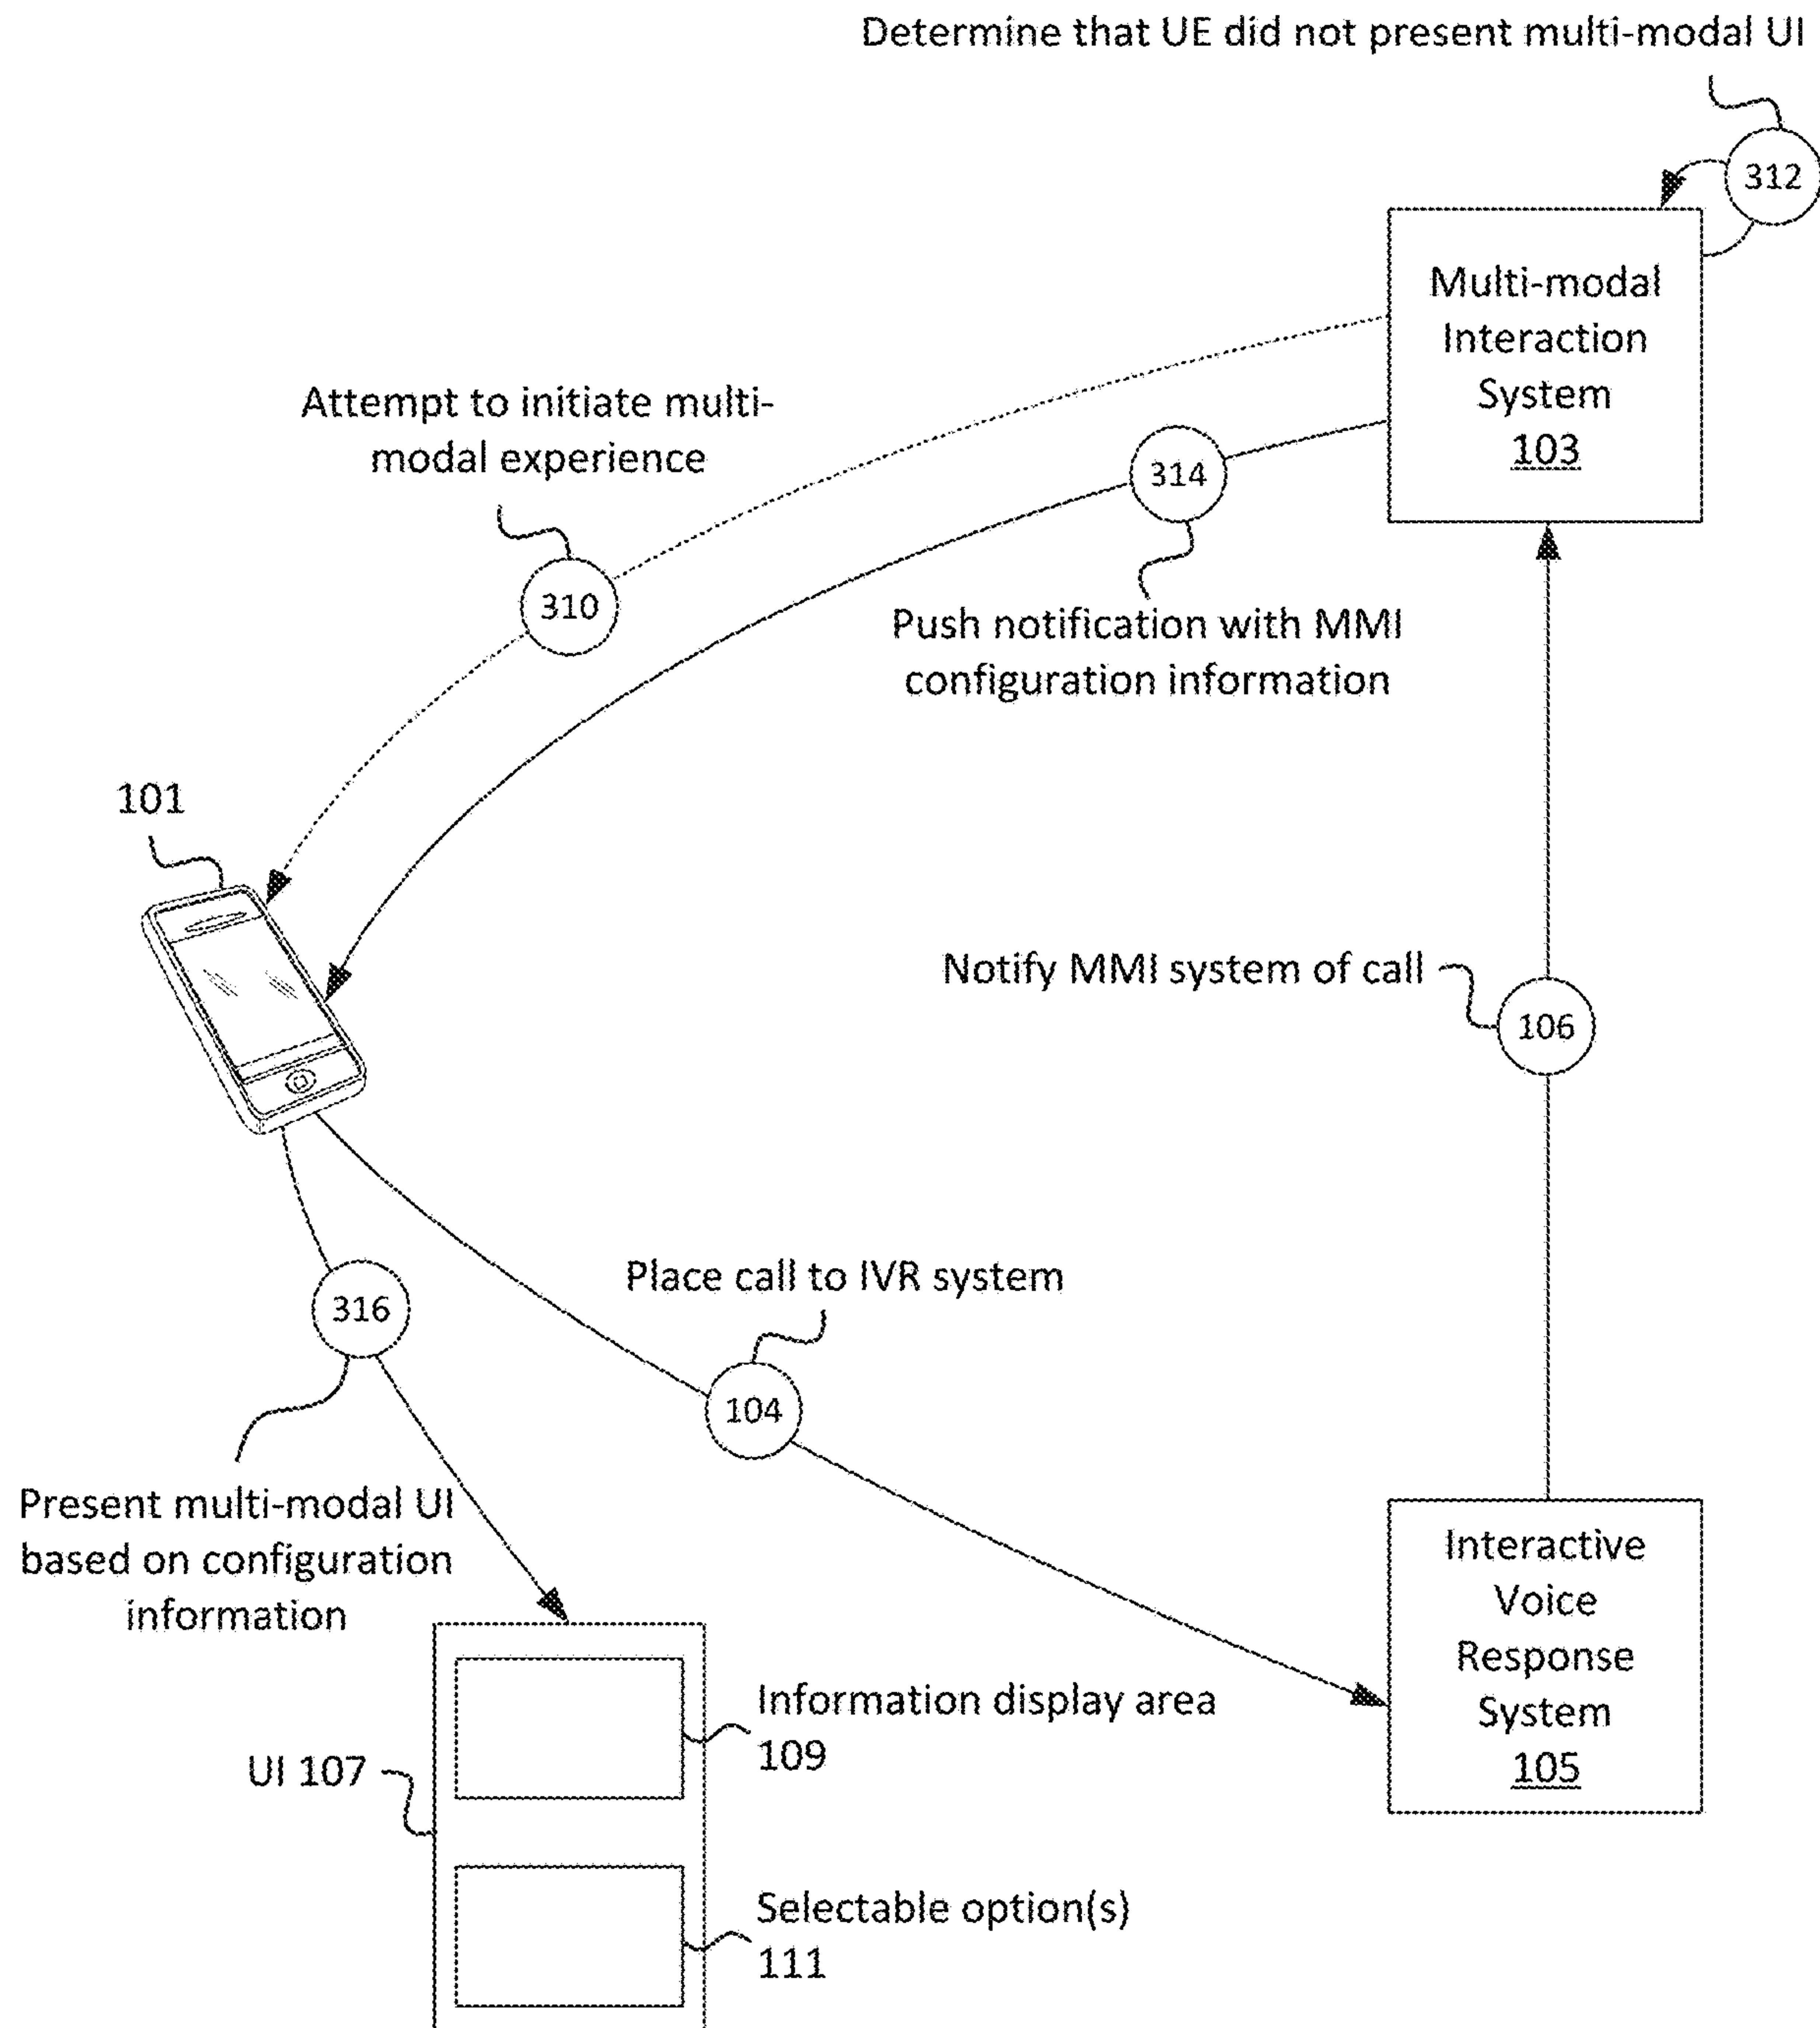 Determine that UE did not present multi-modal UI
312
Multi-modal
Interaction
System
103
Attempt to initiate multi-
modal experience
314
310
Push notification with MMI
configuration information
101
Notify MMI system of call
106
Place call to IVR system
316
104
Present multi-modal UI
based on configuration
information
Interactive
Voice
Response
System
105
Information display area
109
UI 107
Selectable option(s)
111